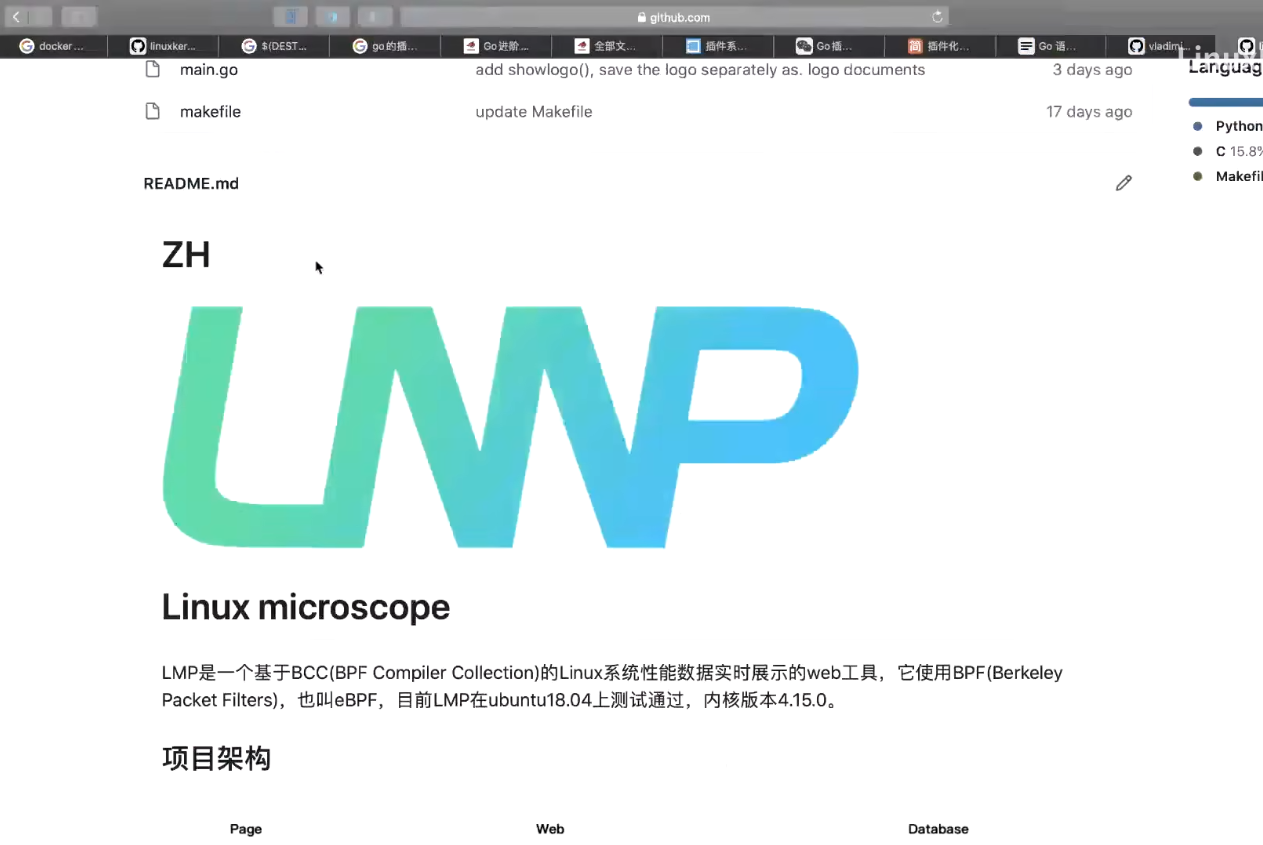 github.com
docker...
linuxker...
$(DEST...
go的插...
Go进阶...
全部文...
插件系...
Go插...
插件化...
Go 语...
vladimi...
main.go
add showlogo(), save the logo separately as. logo documents
3 days ago
makefile
update Makefile
17 days ago
Languag
Python
C 15.8%
Makefil
README.md
ZH
LMP
Linux microscope
LMP是一个基于BCC(BPF Compiler Collection)的Linux系统性能数据实时展示的web工具，它使用BPF(Berkeley
Packet Filters)，也叫eBPF，目前LMP在ubuntu18.04上测试通过，内核版本4.15.0。
项目架构
Page
Web
Database